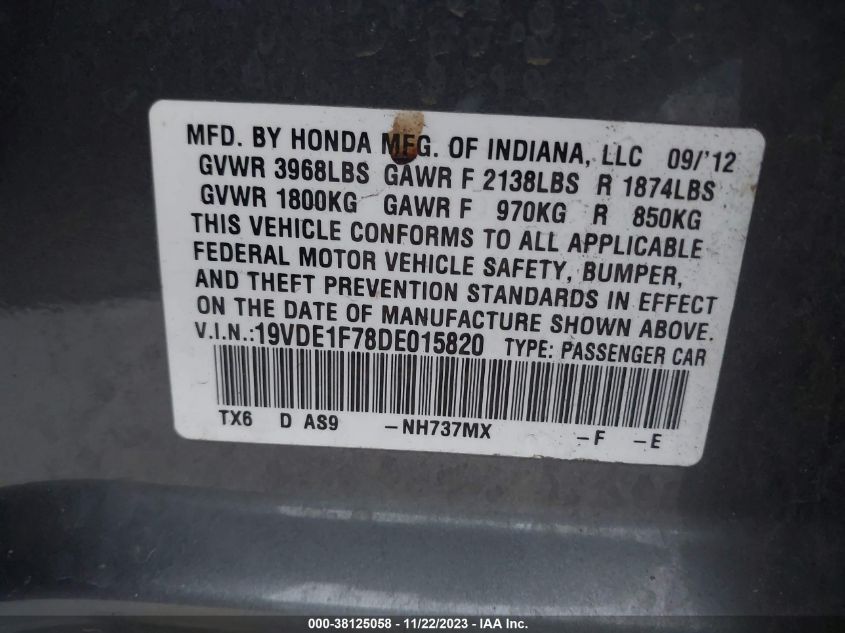 MFD. BY HONDA MFG. OF INDIANA, LLC 09/'12
GVWR 3968LBS GAWR F 2138LBS R 1874LBS
GVWR 1800KG GAWR F 970KG R 850KG
THIS VEHICLE CONFORMS TO ALL APPLICABLE
FEDERAL MOTOR VEHICLE SAFETY, BUMPER,
AND THEFT PREVENTION STANDARDS IN EFFECT
ON THE DATE OF MANUFACTURE SHOWN ABOVE.
V.I.N.:19VDE1F78DE015820 TYPE: PASSENGER CAR
TX6 D AS9 -NH737MX -F -E
000-38125058 - 11/22/2023 - IAA Inc.